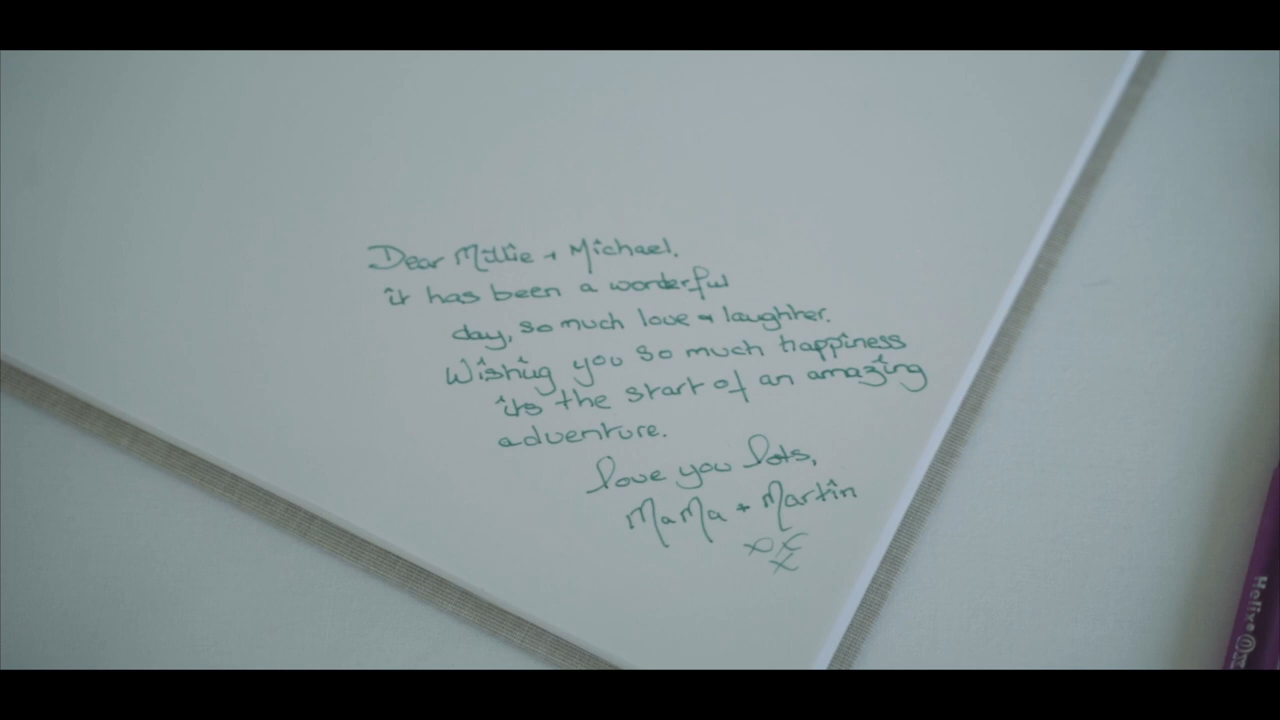 Dear Millie + Michael.
it has been a wonderful
day, so much love + laughter.
Wishing you so much happiness
its the start of an amazing
adventure.
love you lots,
MaMa + Martin
xx
x
Helix